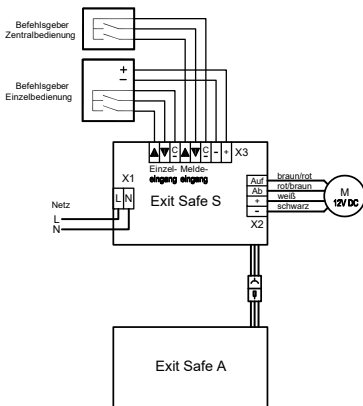 Befehlsgeber
Zentralbedienung
Befehlsgeber
Einzelbedienung
+
−
C C − +
X3
Einzel- Melde-
eingang eingang
X1
L N
Netz
L
N
Exit Safe S
Auf braun/rot
Ab rot/braun
+ weiß
- schwarz
X2
M
12V DC
Exit Safe A